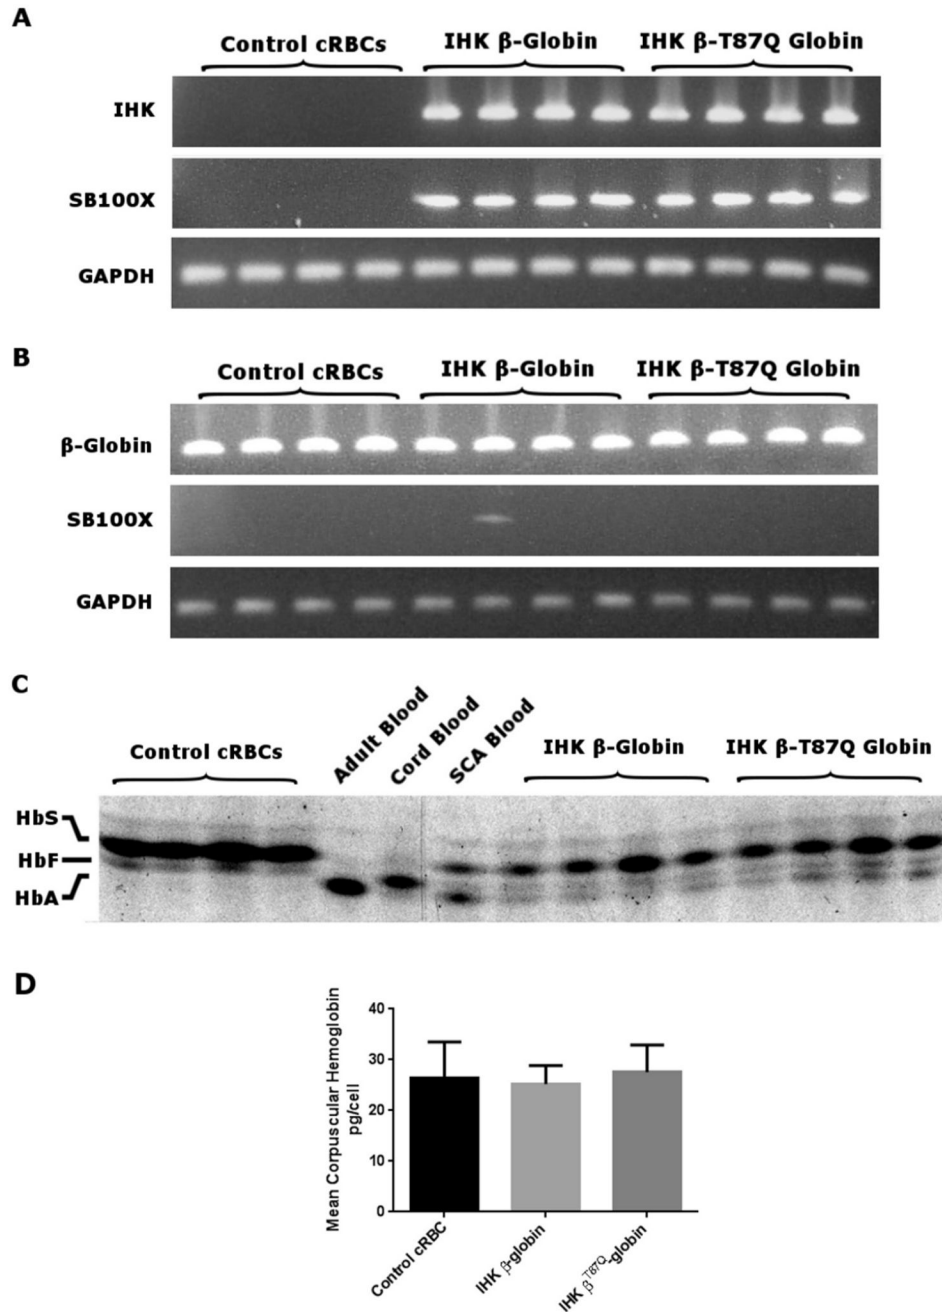 A
Control cRBCs
IHK β-Globin
IHK β-T87Q Globin
IHK
SB100X
GAPDH
B
Control cRBCs
IHK β-Globin
IHK β-T87Q Globin
β-Globin
SB100X
GAPDH
C
Control cRBCs
Adult Blood
Cord Blood
SCA Blood
IHK β-Globin
IHK β-T87Q Globin
HbS
HbF
HbA
D
Mean Corpuscular Hemoglobin
pg/cell
40
30
20
10
0
Control cRBC
IHK β-globin
IHK β^T87Q-globin